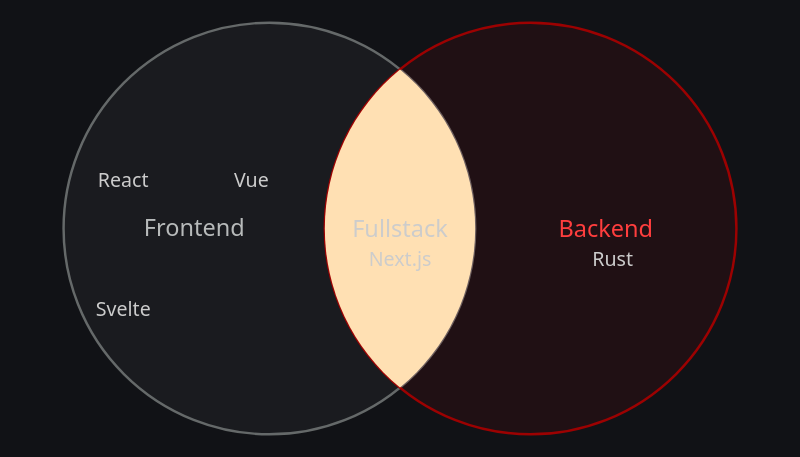 React
Vue
Frontend
Svelte
Fullstack
Next.js
Backend
Rust